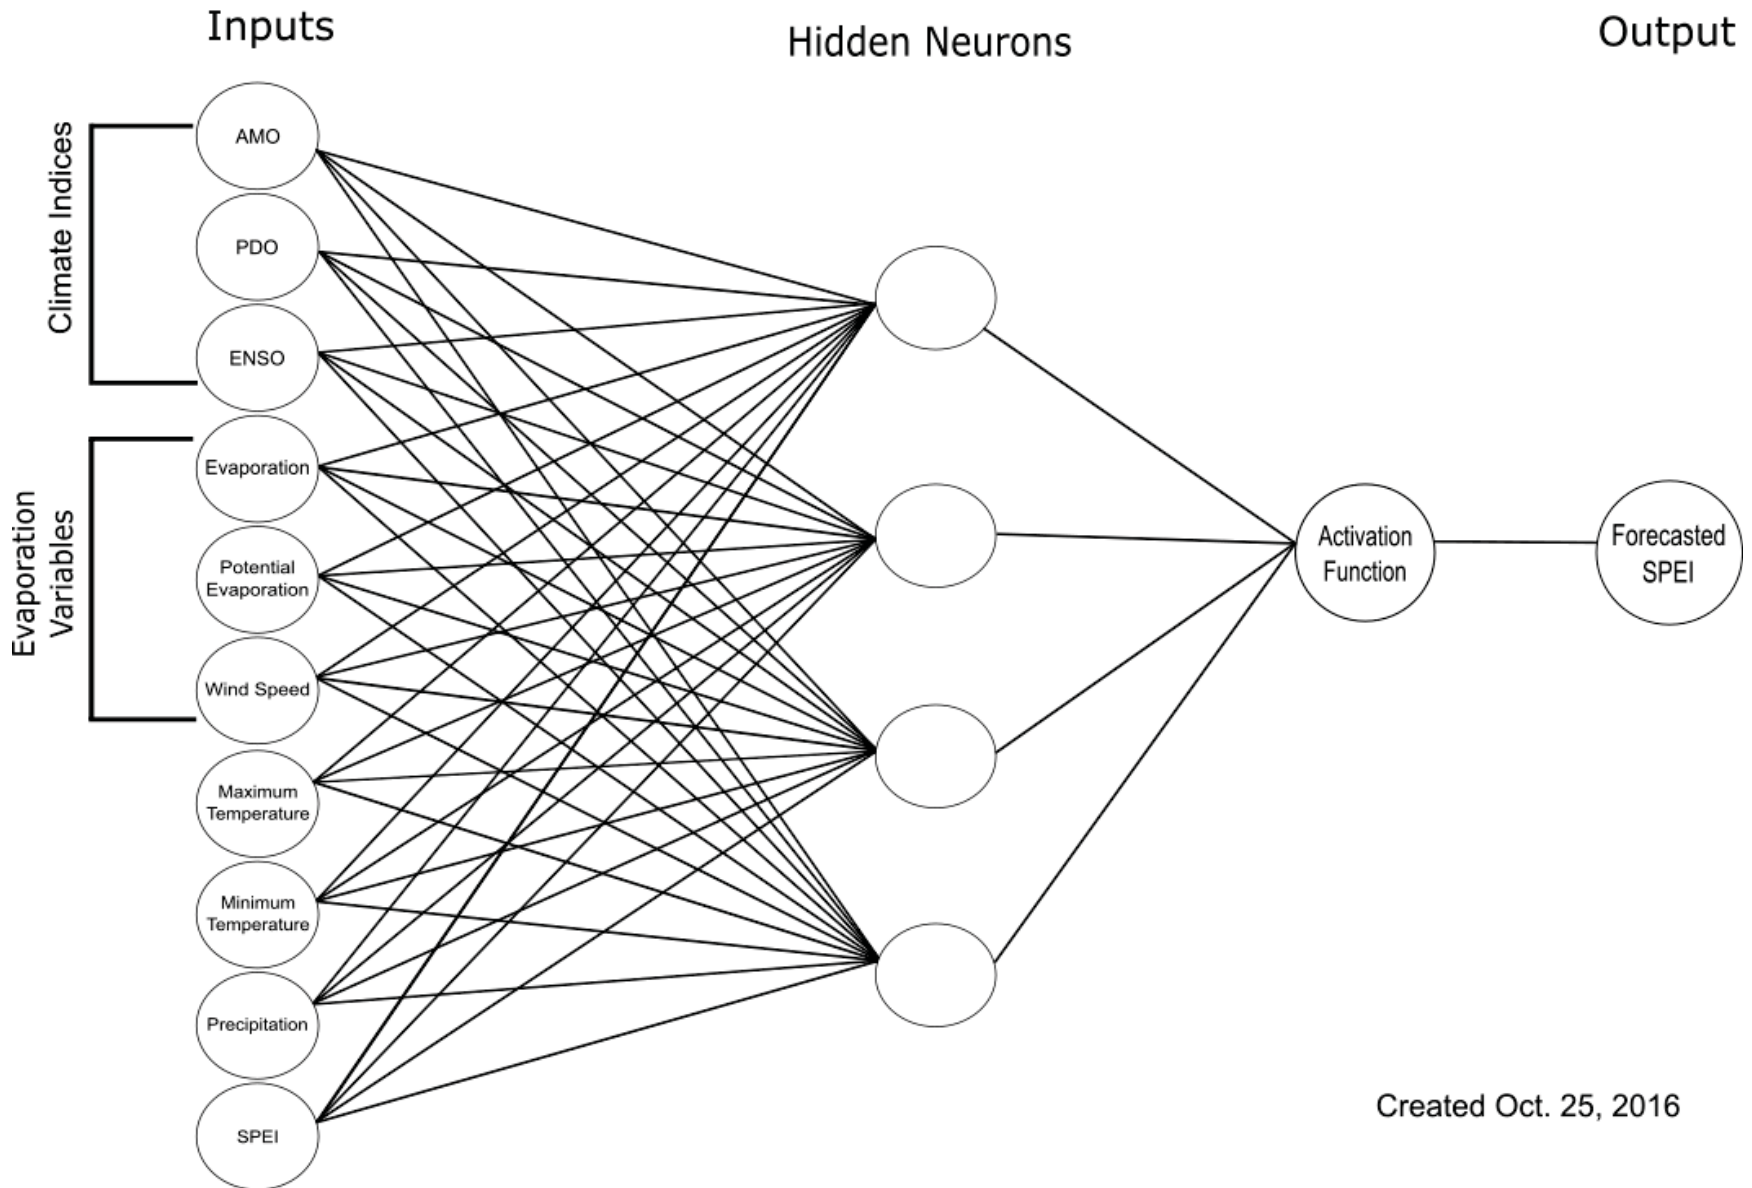 Inputs
Hidden Neurons
Output
Climate Indices
AMO
PDO
ENSO
Evaporation
Variables
Evaporation
Potential
Evaporation
Wind Speed
Maximum
Temperature
Minimum
Temperature
Precipitation
SPEI
Activation
Function
Forecasted
SPEI
Created Oct. 25, 2016